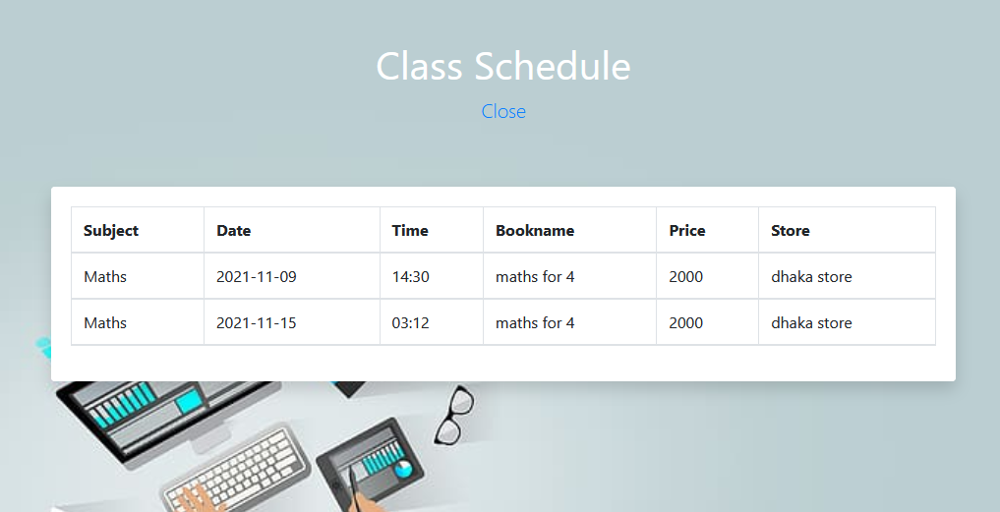 Class Schedule
Close
Subject Date Time Bookname Price Store
Maths 2021-11-09 14:30 maths for 4 2000 dhaka store
Maths 2021-11-15 03:12 maths for 4 2000 dhaka store